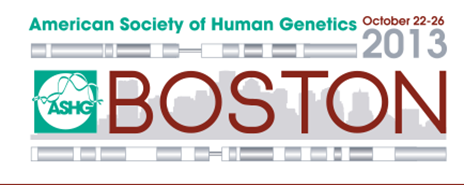 American Society of Human Genetics October 22-26
2013
ASHG BOSTON